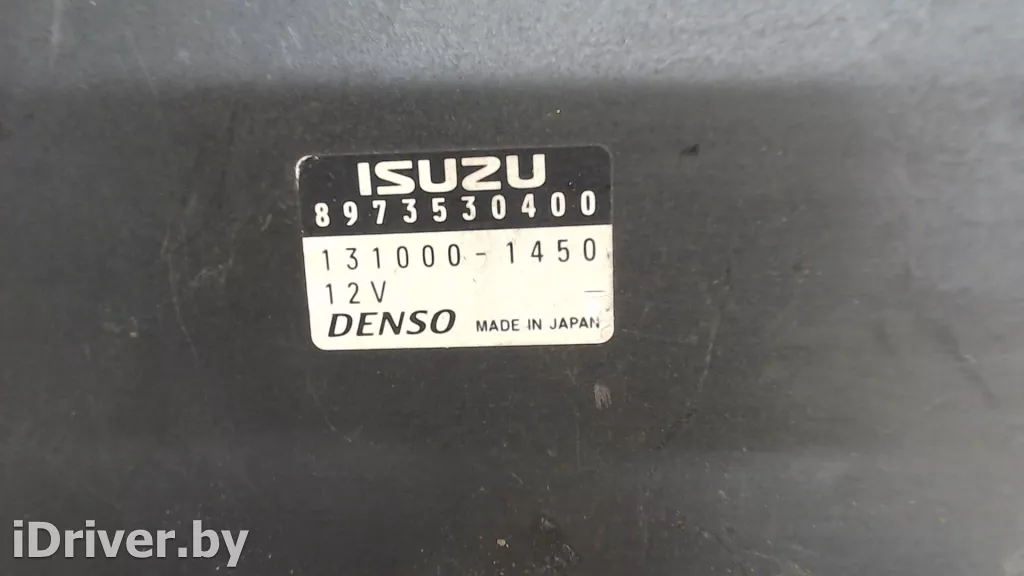 ISUZU
8973530400
131000-1450
12V
DENSO MADE IN JAPAN
iDriver.by